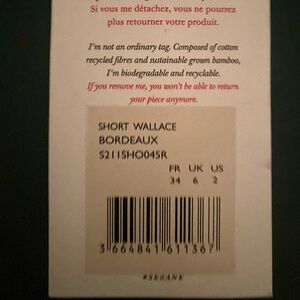 Si vous me détachez, vous ne pourrez
plus retourner votre produit.
I'm not an ordinary tag. Composed of cotton
recycled fibres and sustainable grown bamboo,
I'm biodegradable and recyclable.
If you remove me, you won't be able to return
your piece anymore.
SHORT WALLACE
BORDEAUX
S211SHO04SR
FR UK US
34 6 2
3 664841 611367
#SEZANE